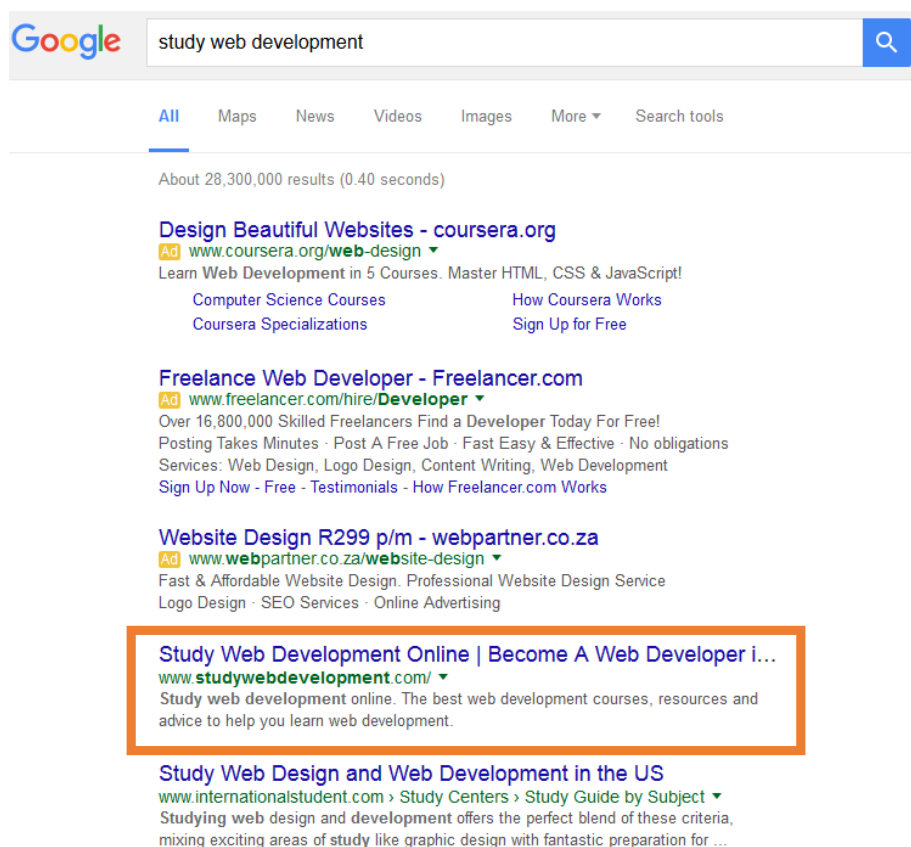 Google study web development
All Maps News Videos Images More ▾ Search tools
About 28,300,000 results (0.40 seconds)
Design Beautiful Websites - coursera.org
Ad www.coursera.org/web-design ▾
Learn Web Development in 5 Courses. Master HTML, CSS & JavaScript!
Computer Science Courses How Coursera Works
Coursera Specializations Sign Up for Free
Freelance Web Developer - Freelancer.com
Ad www.freelancer.com/hire/Developer ▾
Over 16,800,000 Skilled Freelancers Find a Developer Today For Free!
Posting Takes Minutes · Post A Free Job · Fast Easy & Effective · No obligations
Services: Web Design, Logo Design, Content Writing, Web Development
Sign Up Now - Free - Testimonials - How Freelancer.com Works
Website Design R299 p/m - webpartner.co.za
Ad www.webpartner.co.za/website-design ▾
Fast & Affordable Website Design. Professional Website Design Service
Logo Design · SEO Services · Online Advertising
Study Web Development Online | Become A Web Developer i...
www.studywebdevelopment.com/ ▾
Study web development online. The best web development courses, resources and
advice to help you learn web development.
Study Web Design and Web Development in the US
www.internationalstudent.com › Study Centers › Study Guide by Subject ▾
Studying web design and development offers the perfect blend of these criteria,
mixing exciting areas of study like graphic design with fantastic preparation for ...